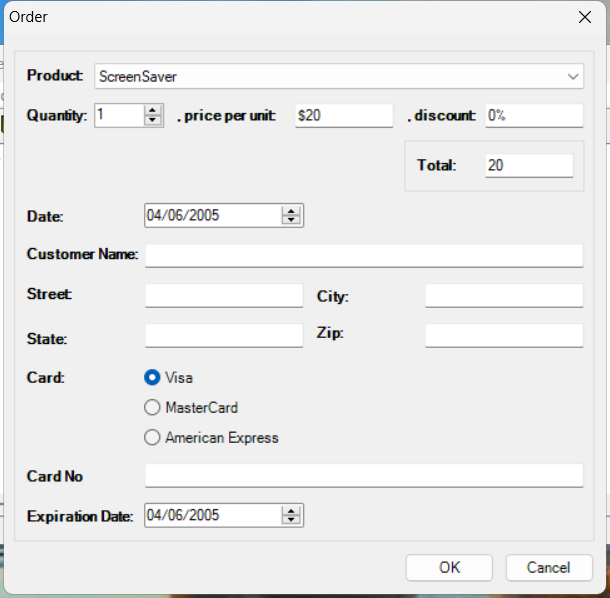 Order
Product: ScreenSaver
Quantity: 1 , price per unit: $20 , discount: 0%
Total: 20
Date: 04/06/2005
Customer Name:
Street: City:
State: Zip:
Card: Visa
MasterCard
American Express
Card No
Expiration Date: 04/06/2005
OK Cancel